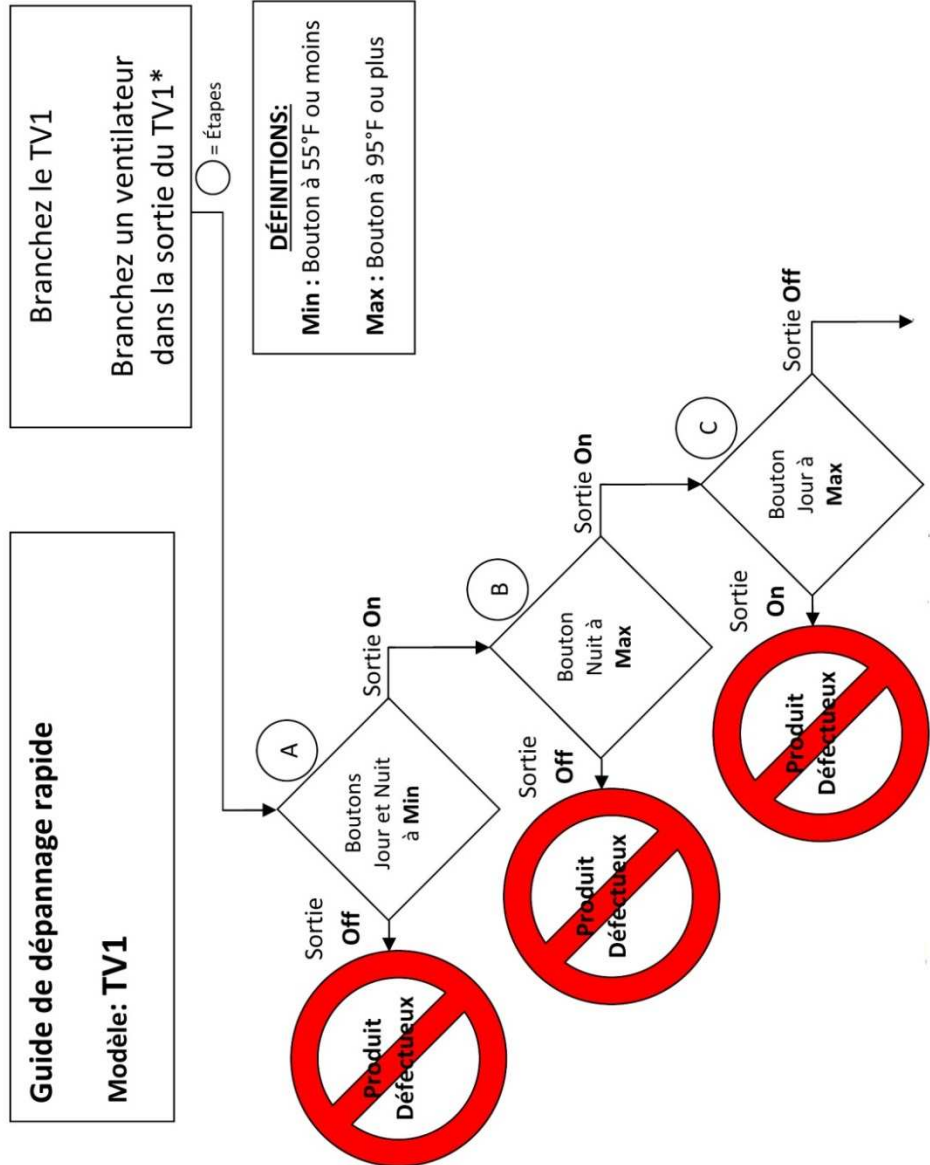 Guide de dépannage rapide
Modèle: TV1
Branchez le TV1
Branchez un ventilateur
dans la sortie du TV1*
= Étapes
DÉFINITIONS:
Min : Bouton à 55°F ou moins
Max : Bouton à 95°F ou plus
A
Boutons
Jour et Nuit
à Min
Sortie
Off
Produit
Défectueux
Sortie On
B
Bouton
Nuit à
Max
Sortie
Off
Produit
Défectueux
Sortie On
C
Bouton
Jour à
Max
Sortie
On
Produit
Défectueux
Sortie Off